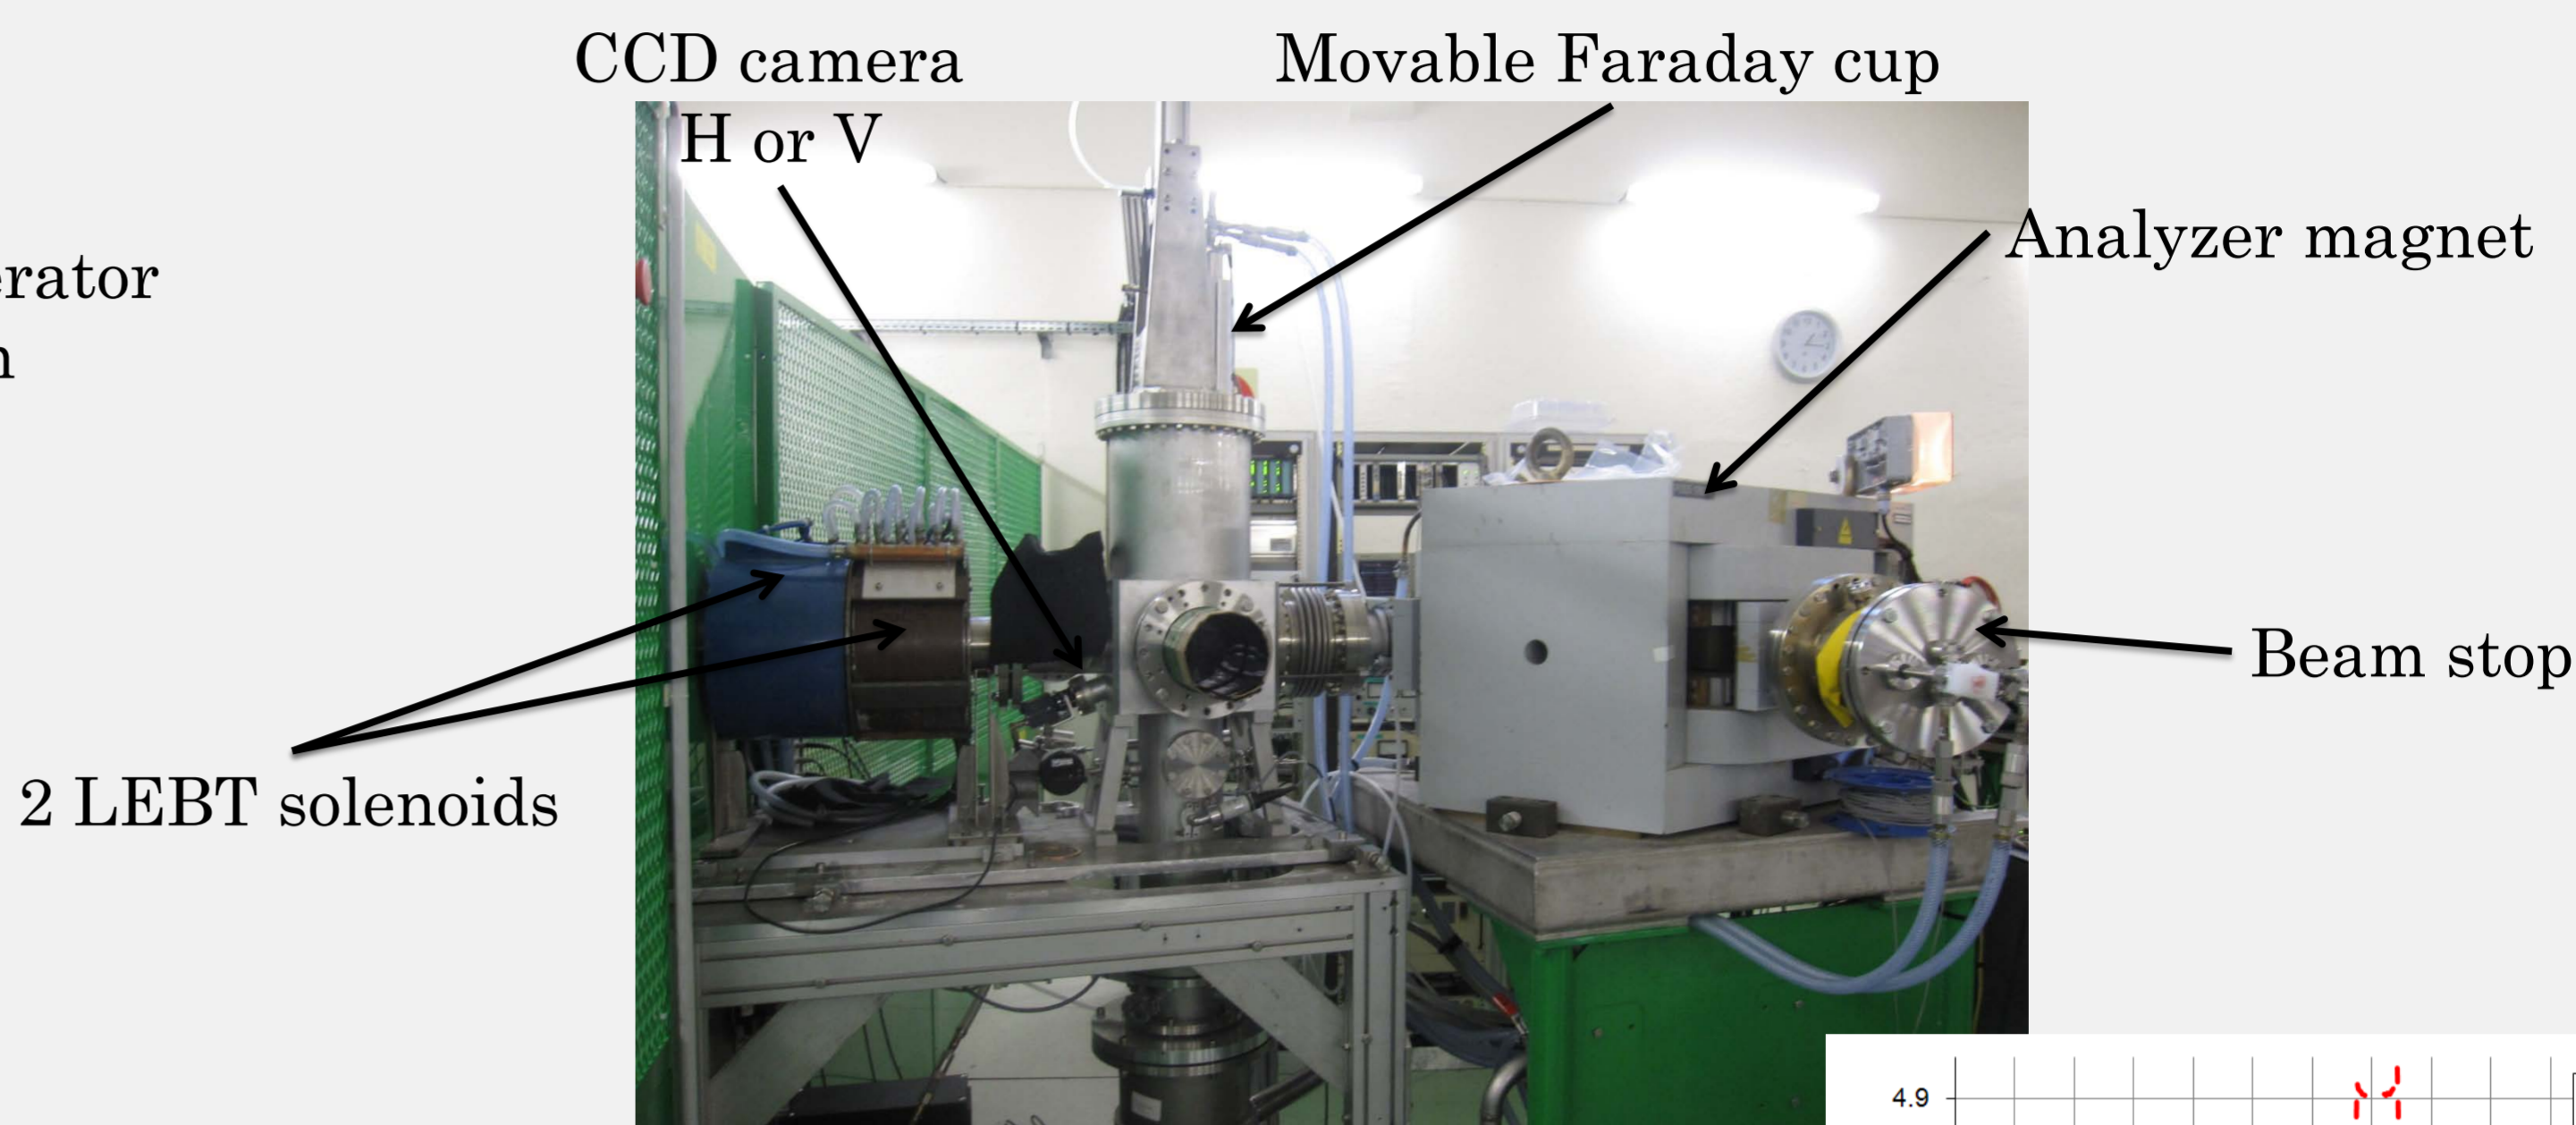 CCD camera
H or V
Movable Faraday cup
Analyzer magnet
erator
n
Beam stop
2 LEBT solenoids
4.9